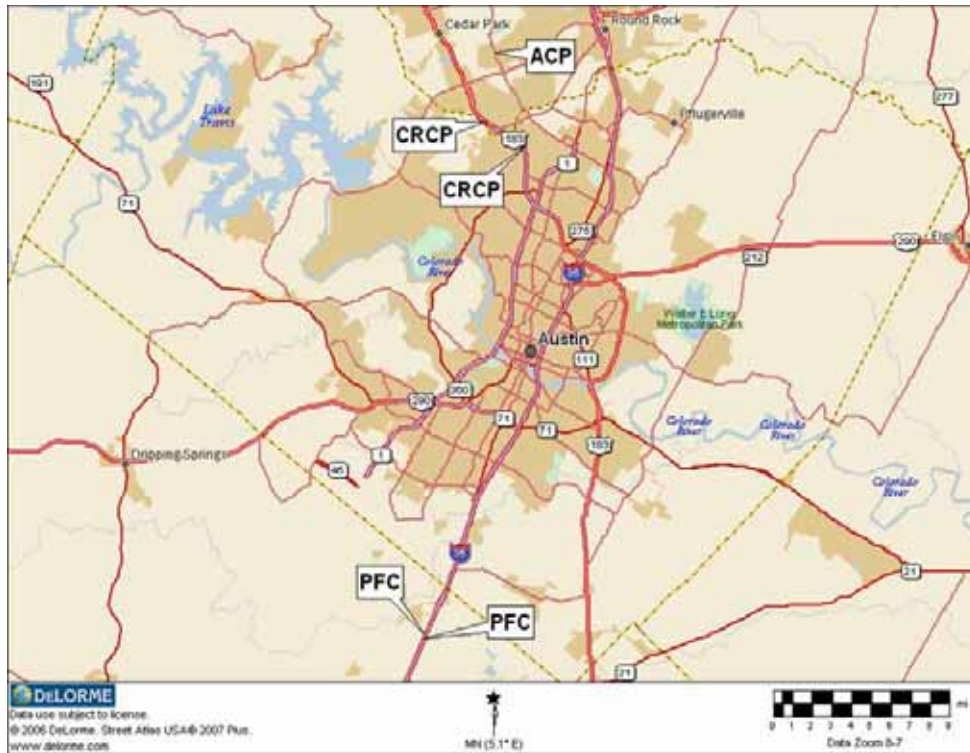 Cedar Park
Round Rock
ACP
Lake
Travis
277
CRCP
183
Pflugerville
1
CRCP
71
275
Colorado
River
290
Elgin
212
35
Walter E Long
Metropolitan Park
Austin
111
360
290
71
71
Colorado
River
Colorado
River
183
Dripping Springs
1
45
Colorado
River
35
21
PFC
PFC
21
DELORME
Data use subject to license.
© 2006 DeLorme. Street Atlas USA® 2007 Plus.
www.delorme.com
MN (5.1° E)
mi
0 1 2 3 4 5 6 7 8 9
Data Zoom 8-7